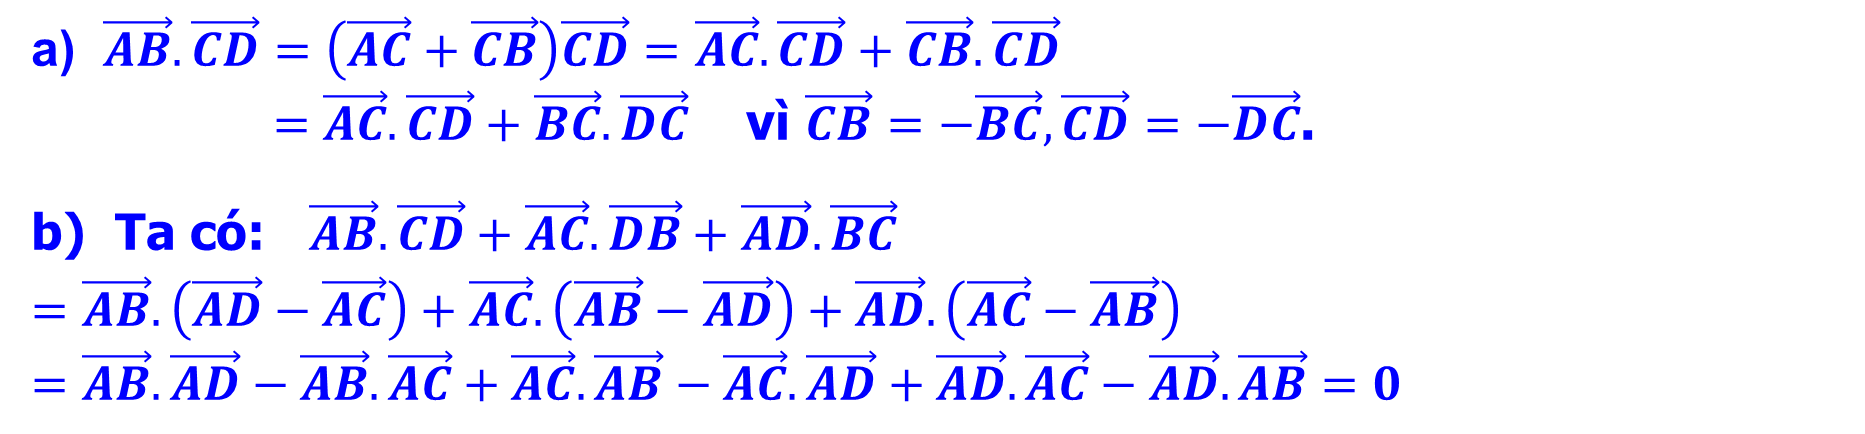 a) $\overrightarrow{AB}.\overrightarrow{CD} = (\overrightarrow{AC} + \overrightarrow{CB})\overrightarrow{CD} = \overrightarrow{AC}.\overrightarrow{CD} + \overrightarrow{CB}.\overrightarrow{CD}$
$= \overrightarrow{AC}.\overrightarrow{CD} + \overrightarrow{BC}.\overrightarrow{DC}$ vì $\overrightarrow{CB} = -\overrightarrow{BC}, \overrightarrow{CD} = -\overrightarrow{DC}$.
b) Ta có: $\overrightarrow{AB}.\overrightarrow{CD} + \overrightarrow{AC}.\overrightarrow{DB} + \overrightarrow{AD}.\overrightarrow{BC}$
$= \overrightarrow{AB}.(\overrightarrow{AD} - \overrightarrow{AC}) + \overrightarrow{AC}.(\overrightarrow{AB} - \overrightarrow{AD}) + \overrightarrow{AD}.(\overrightarrow{AC} - \overrightarrow{AB})$
$= \overrightarrow{AB}.\overrightarrow{AD} - \overrightarrow{AB}.\overrightarrow{AC} + \overrightarrow{AC}.\overrightarrow{AB} - \overrightarrow{AC}.\overrightarrow{AD} + \overrightarrow{AD}.\overrightarrow{AC} - \overrightarrow{AD}.\overrightarrow{AB} = 0$